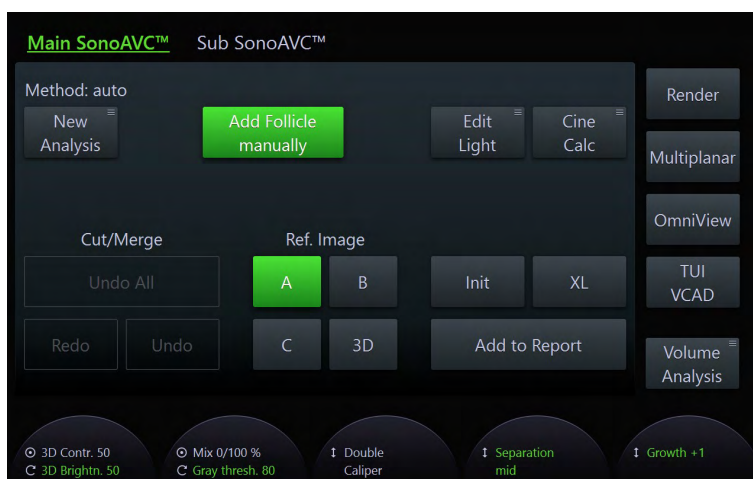 Main SonoAVC™ Sub SonoAVC™
Method: auto
New
Analysis
Add Follicle
manually
Edit
Light
Cine
Calc
Render
Multiplanar
OmniView
TUI
VCAD
Volume
Analysis
Cut/Merge
Undo All
Redo
Undo
Ref. Image
A
B
C
3D
Init
XL
Add to Report
3D Contr. 50
3D Brightn. 50
Mix 0/100 %
Gray thresh. 80
Double
Caliper
Separation
mid
Growth +1